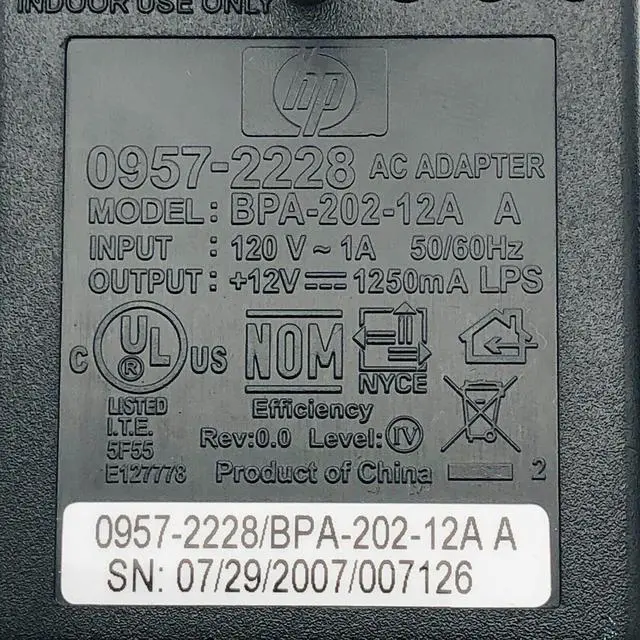 INDOOR USE ONLY
hp
0957-2228 AC ADAPTER
MODEL: BPA-202-12A A
INPUT : 120 V ~ 1A 50/60Hz
OUTPUT : +12V⎓1250mA LPS
C UL® US
LISTED
I.T.E.
5F55
E127778
NOM
NYCE
Efficiency
Rev:0.0 Level: IV
Product of China 2
0957-2228/BPA-202-12A A
SN: 07/29/2007/007126